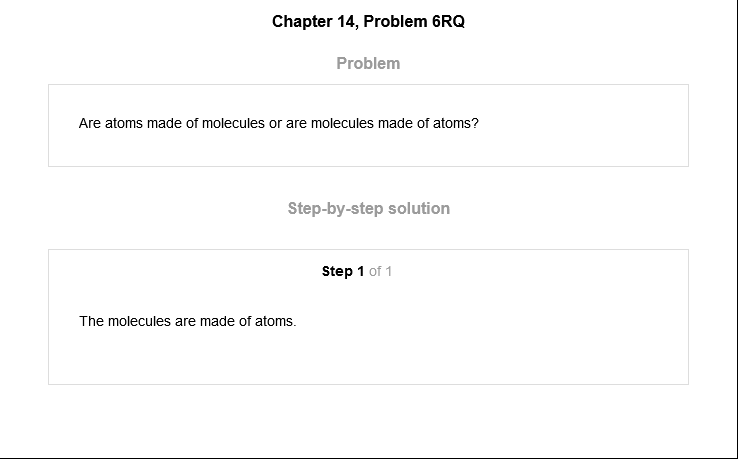 Chapter 14, Problem 6RQ
Problem
Are atoms made of molecules or are molecules made of atoms?
Step-by-step solution
Step 1 of 1
The molecules are made of atoms.